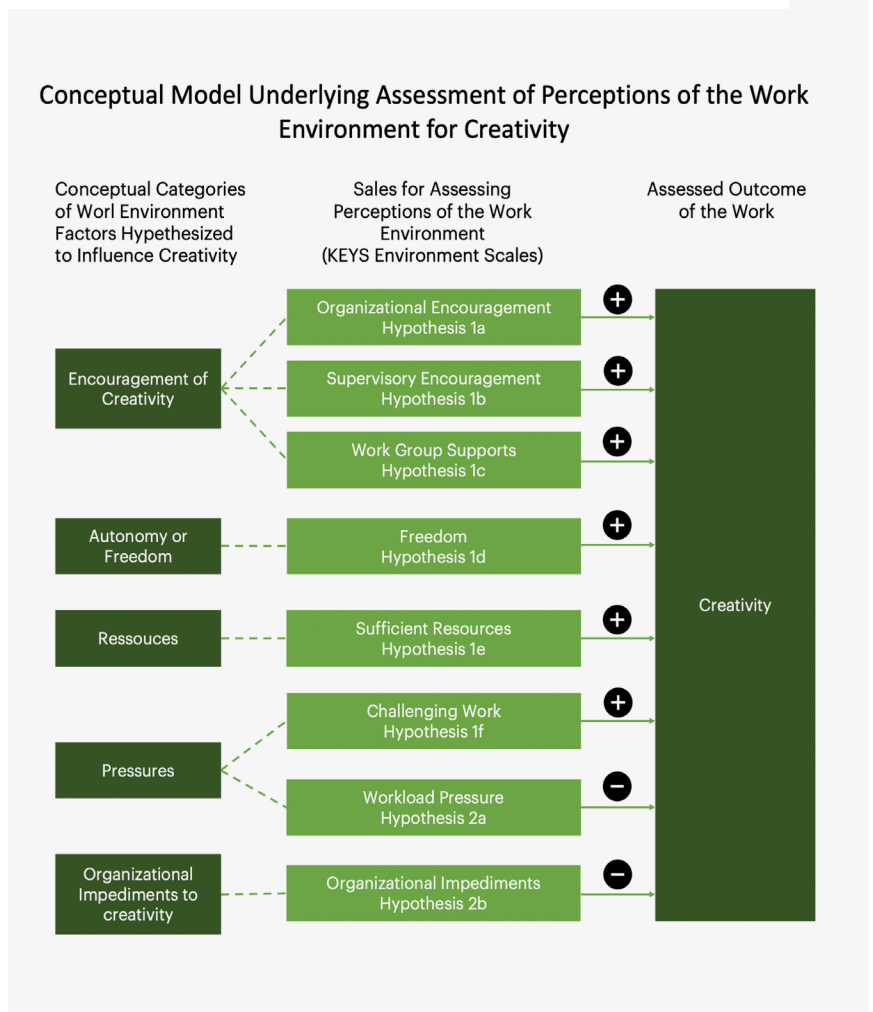 Conceptual Model Underlying Assessment of Perceptions of the Work
Environment for Creativity
Conceptual Categories
of Worl Environment
Factors Hypethesized
to Influence Creativity
Sales for Assessing
Perceptions of the Work
Environment
(KEYS Environment Scales)
Assessed Outcome
of the Work
Encouragement of
Creativity
Organizational Encouragement
Hypothesis 1a
+
Supervisory Encouragement
Hypothesis 1b
+
Work Group Supports
Hypothesis 1c
+
Autonomy or
Freedom
Freedom
Hypothesis 1d
+
Ressouces
Sufficient Resources
Hypothesis 1e
+
Pressures
Challenging Work
Hypothesis 1f
+
Workload Pressure
Hypothesis 2a
−
Organizational
Impediments to
creativity
Organizational Impediments
Hypothesis 2b
−
Creativity